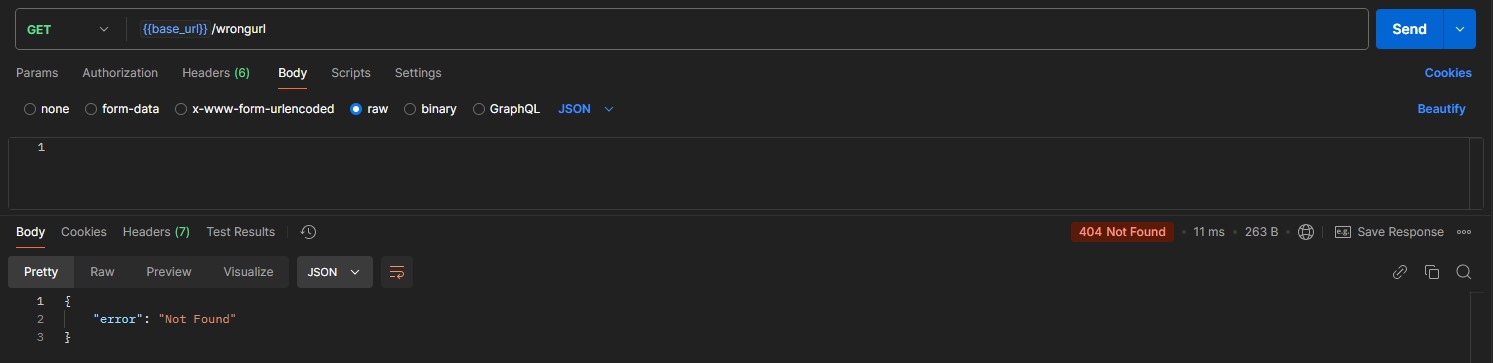 GET {{base_url}} /wrongurl Send
Params Authorization Headers (6) Body Scripts Settings Cookies
none form-data x-www-form-urlencoded raw binary GraphQL JSON Beautify
1
Body Cookies Headers (7) Test Results 404 Not Found • 11 ms • 263 B e.g. Save Response
Pretty Raw Preview Visualize JSON
1 {
2 "error": "Not Found"
3 }